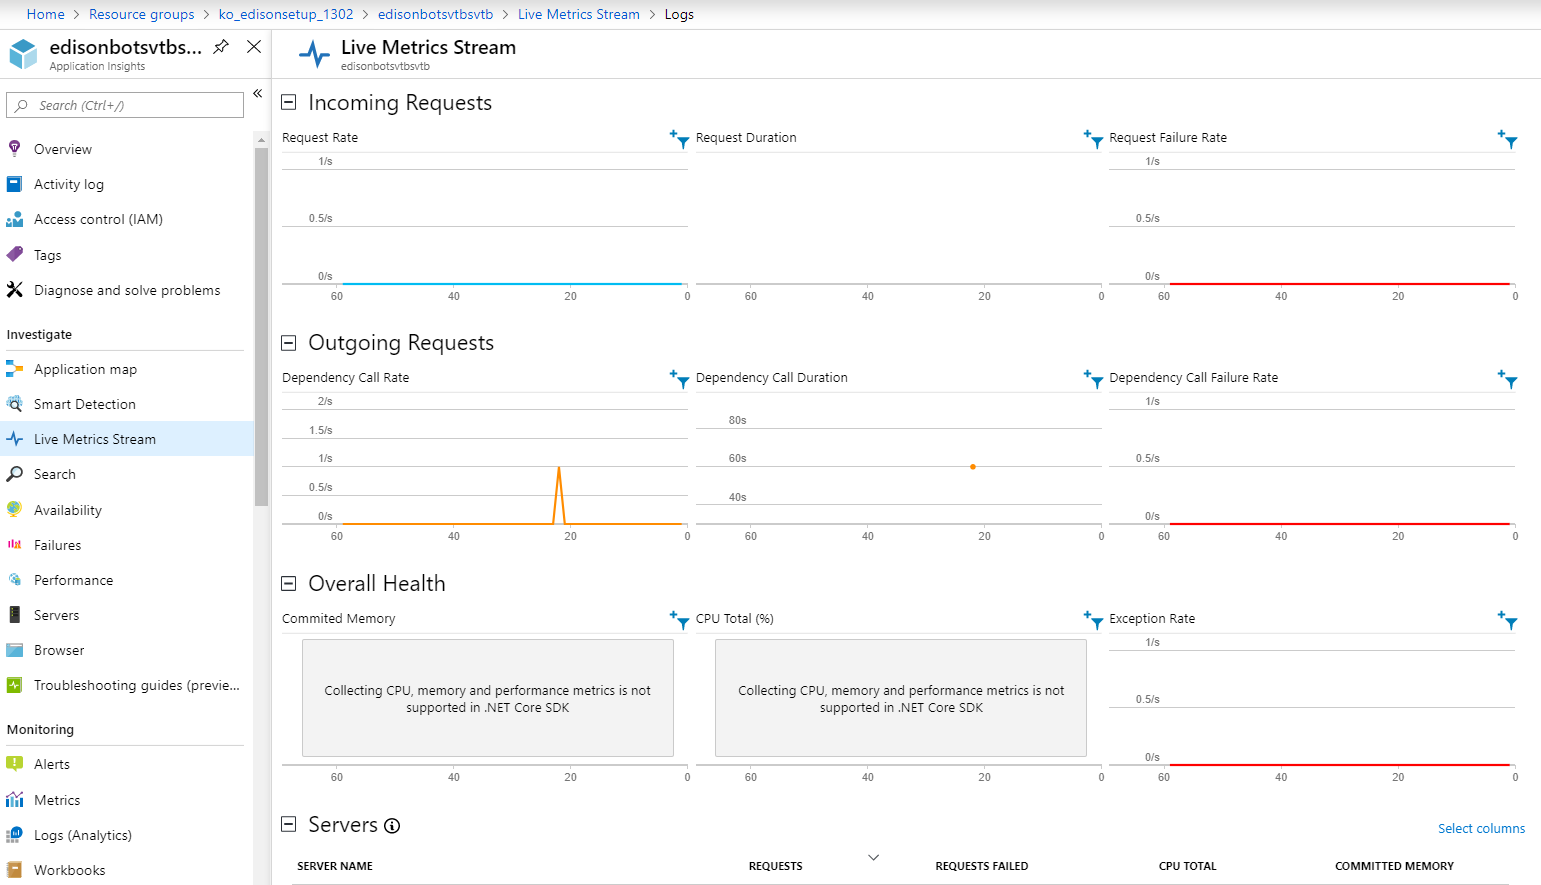 Home > Resource groups > ko_edisonsetup_1302 > edisonbotsvtbsvtb > Live Metrics Stream > Logs
edisonbotsvtbs...
Application Insights
Search (Ctrl+/)
Overview
Activity log
Access control (IAM)
Tags
Diagnose and solve problems
Investigate
Application map
Smart Detection
Live Metrics Stream
Search
Availability
Failures
Performance
Servers
Browser
Troubleshooting guides (previe...
Monitoring
Alerts
Metrics
Logs (Analytics)
Workbooks
Live Metrics Stream
edisonbotsvtbsvtb
Incoming Requests
Request Rate
1/s
0.5/s
0/s
60 40 20 0
Request Duration
60 40 20 0
Request Failure Rate
1/s
0.5/s
0/s
60 40 20 0
Outgoing Requests
Dependency Call Rate
2/s
1.5/s
1/s
0.5/s
0/s
60 40 20 0
Dependency Call Duration
80s
60s
40s
60 40 20 0
Dependency Call Failure Rate
1/s
0.5/s
0/s
60 40 20 0
Overall Health
Commited Memory
Collecting CPU, memory and performance metrics is not
supported in .NET Core SDK
60 40 20 0
CPU Total (%)
Collecting CPU, memory and performance metrics is not
supported in .NET Core SDK
60 40 20 0
Exception Rate
1/s
0.5/s
0/s
60 40 20 0
Servers
Select columns
SERVER NAME REQUESTS REQUESTS FAILED CPU TOTAL COMMITTED MEMORY